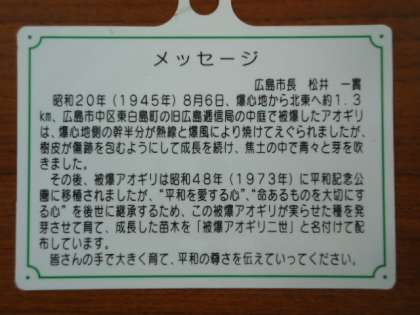 メッセージ
広島市長　松井　一實
昭和20年（1945年）8月6日、爆心地から北東へ約1.3
km、広島市中区東白島町の旧広島逓信局の中庭で被爆したアオギリ
は、爆心地側の幹半分が熱線と爆風により焼けてえぐられましたが、
樹皮が傷跡を包むようにして成長を続け、焦土の中で青々と芽を吹
きました。
その後、被爆アオギリは昭和48年（1973年）に平和記念公
園に移植されましたが、“平和を愛する心”、“命あるものを大切にす
る心”を後世に継承するため、この被爆アオギリが実らせた種を発
芽させて育て、成長した苗木を「被爆アオギリ二世」と名付けて配
布しています。
皆さんの手で大きく育て、平和の尊さを伝えていってください。